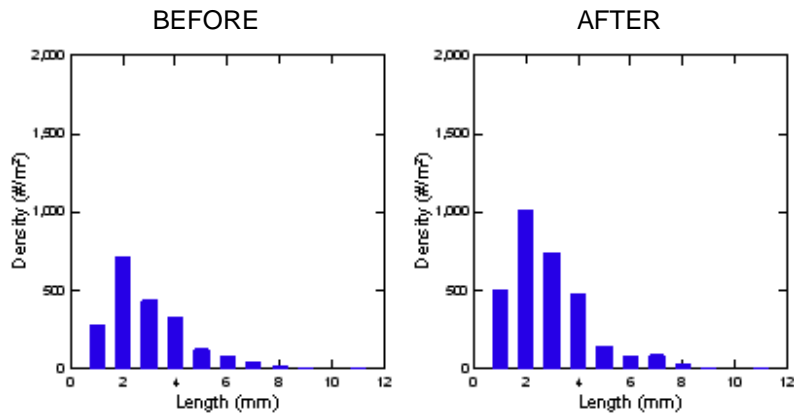 BEFORE
AFTER
2,000
1,500
1,000
500
0
Density (#/m²)
0 2 4 6 8 10 12
Length (mm)
2,000
1,500
1,000
500
0
Density (#/m²)
0 2 4 6 8 10 12
Length (mm)